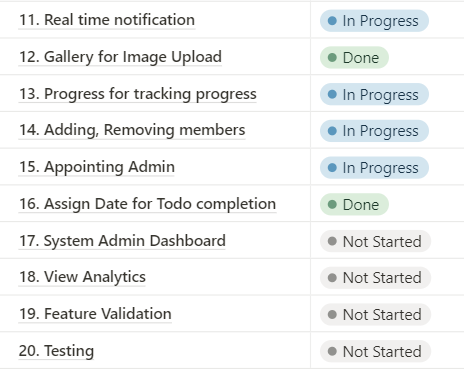 11. Real time notification In Progress
12. Gallery for Image Upload Done
13. Progress for tracking progress In Progress
14. Adding, Removing members In Progress
15. Appointing Admin In Progress
16. Assign Date for Todo completion Done
17. System Admin Dashboard Not Started
18. View Analytics Not Started
19. Feature Validation Not Started
20. Testing Not Started